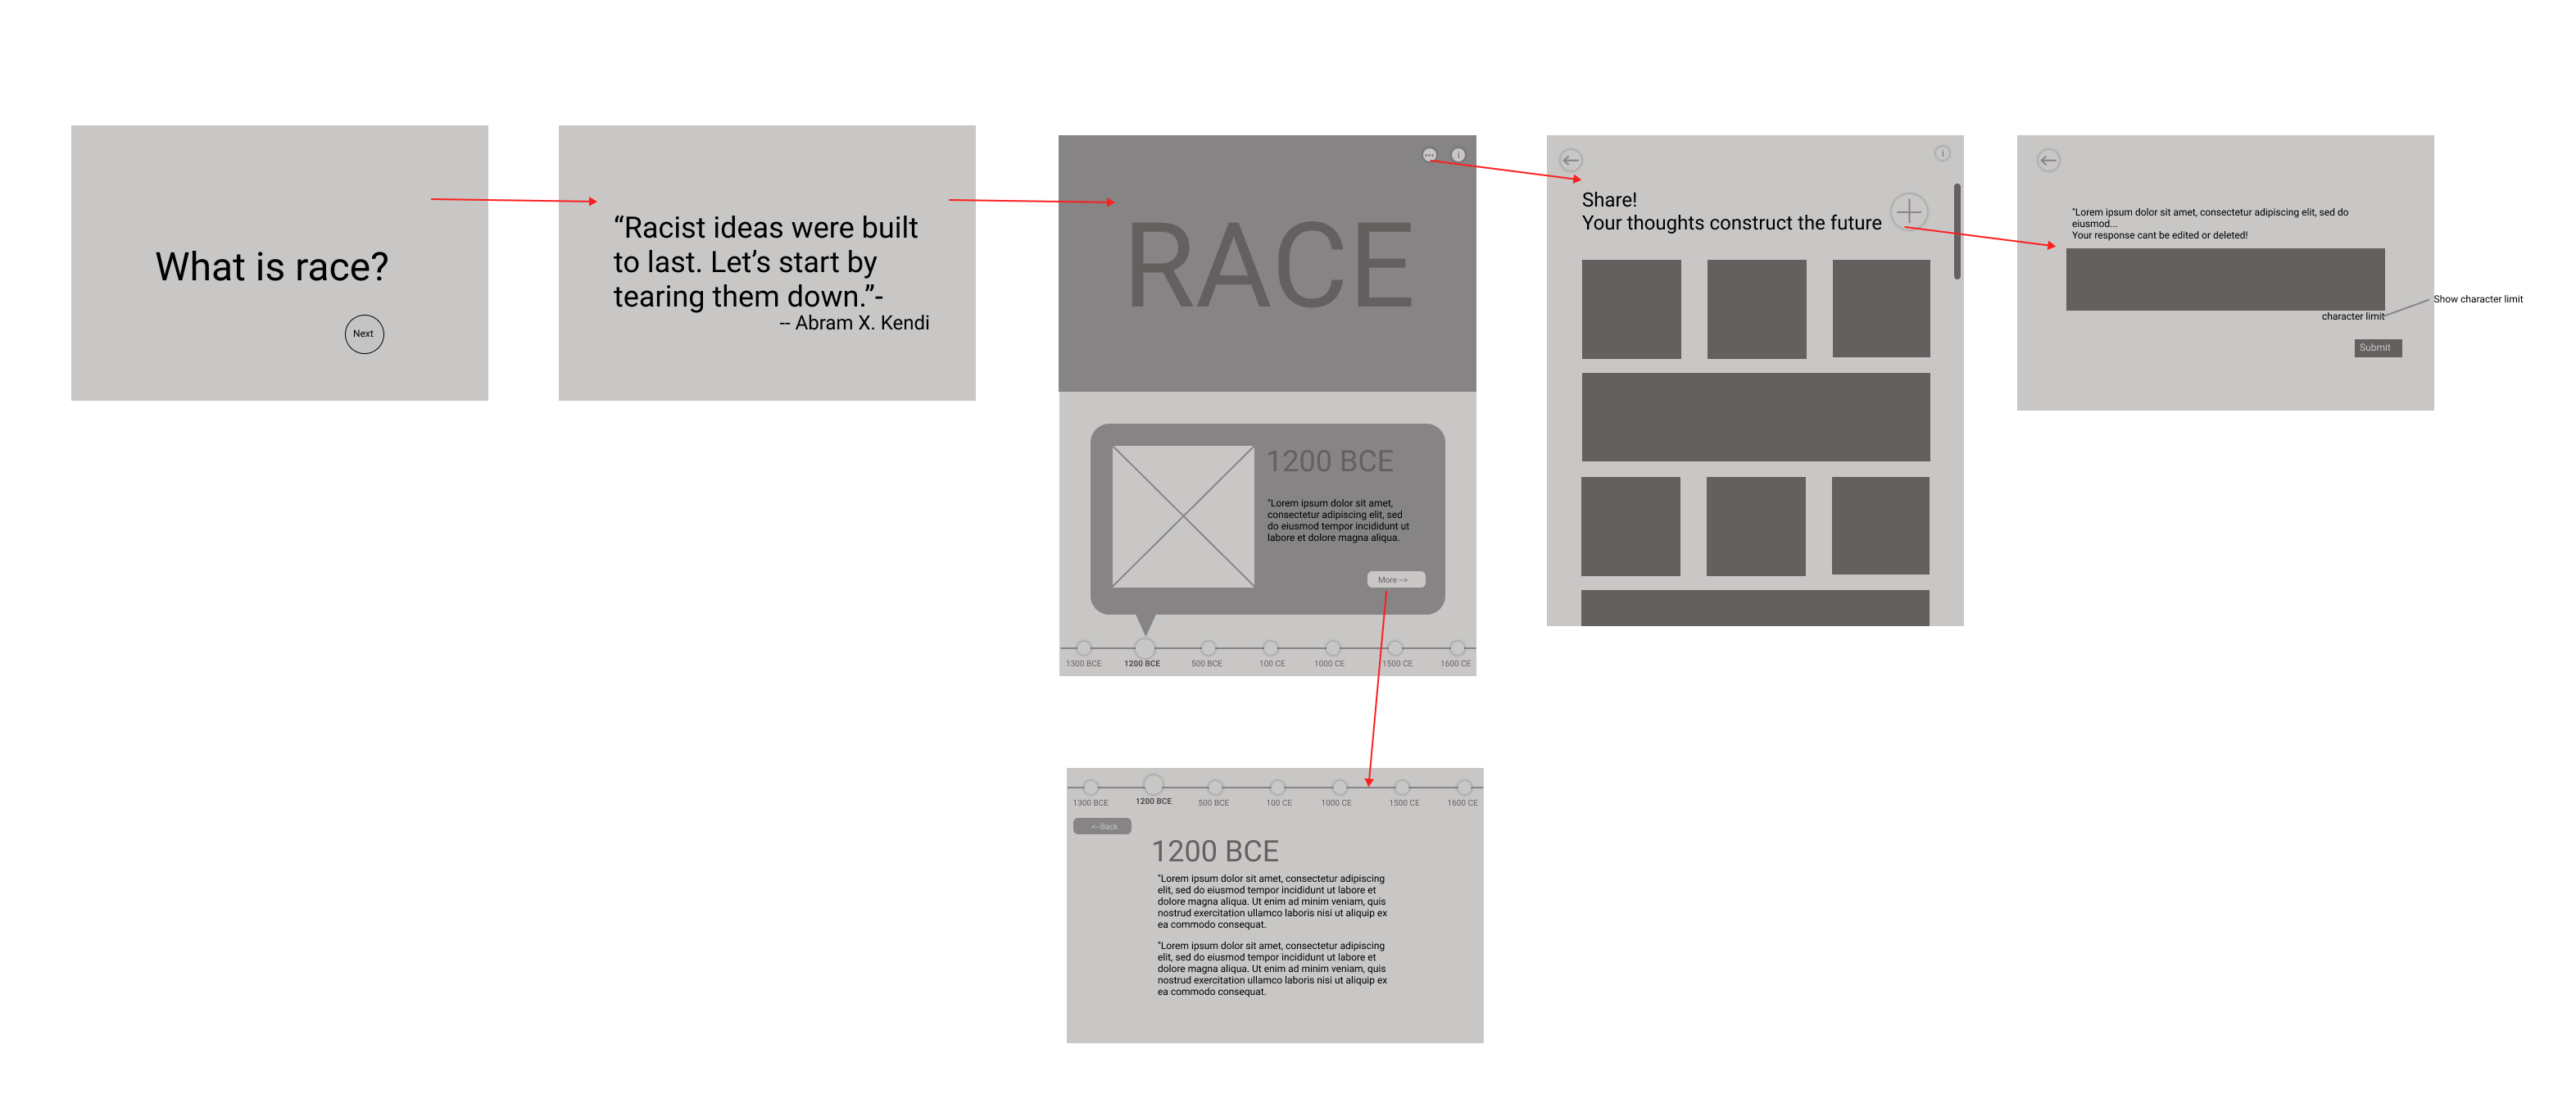 What is race?
Next
“Racist ideas were built
to last. Let’s start by
tearing them down.”-
-- Abram X. Kendi
RACE
1200 BCE
"Lorem ipsum dolor sit amet,
consectetur adipiscing elit, sed
do eiusmod tempor incididunt ut
labore et dolore magna aliqua.
More -->
1300 BCE 1200 BCE 500 BCE 100 CE 1000 CE 1500 CE 1600 CE
i
Share!
Your thoughts construct the future
i
"Lorem ipsum dolor sit amet, consectetur adipiscing elit, sed do
eiusmod...
Your response cant be edited or deleted!
character limit
Show character limit
Submit
1300 BCE 1200 BCE 500 BCE 100 CE 1000 CE 1500 CE 1600 CE
<--Back
1200 BCE
"Lorem ipsum dolor sit amet, consectetur adipiscing
elit, sed do eiusmod tempor incididunt ut labore et
dolore magna aliqua. Ut enim ad minim veniam, quis
nostrud exercitation ullamco laboris nisi ut aliquip ex
ea commodo consequat.
"Lorem ipsum dolor sit amet, consectetur adipiscing
elit, sed do eiusmod tempor incididunt ut labore et
dolore magna aliqua. Ut enim ad minim veniam, quis
nostrud exercitation ullamco laboris nisi ut aliquip ex
ea commodo consequat.